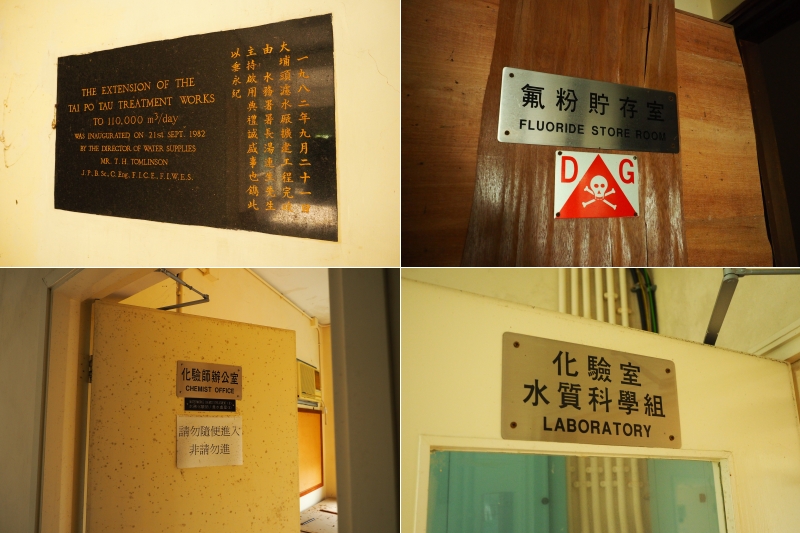 THE EXTENSION OF THE
TAI PO TAU TREATMENT WORKS
TO 110,000 m³/day
WAS INAUGURATED ON 21st SEPT. 1982
BY THE DIRECTOR OF WATER SUPPLIES
MR. T. H. TOMLINSON
J. P., B. Sc., C. Eng., F. I. C. E., F. I. W. E. S.
一九八二年九月二十一日
大埔頭濾水廠擴建工程完成
由水務署署長湯連生先生
主持啟用典禮誠盛事也鐫此
以垂永紀
氟粉貯存室
FLUORIDE STORE ROOM
D G
化驗師辦公室
CHEMIST OFFICE
請勿隨便進入
非請勿進
化驗室
水質科學組
LABORATORY